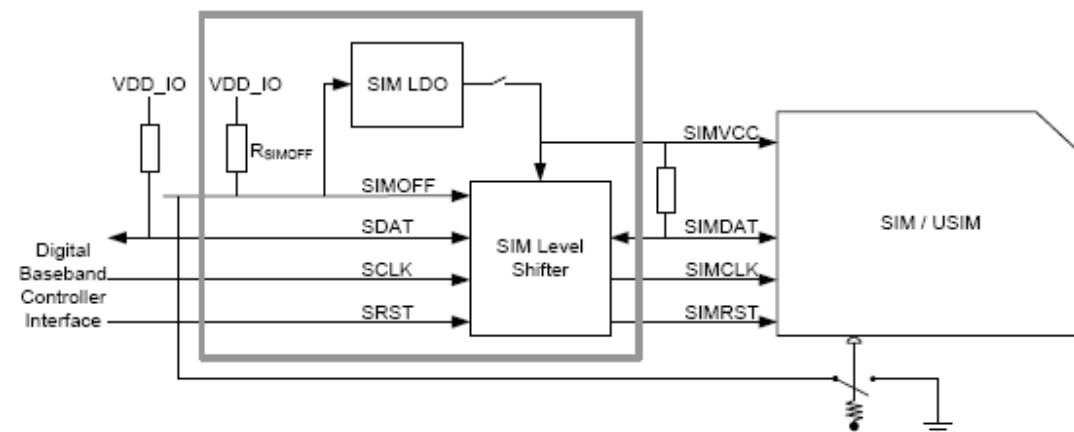 SIM LDO
VDD_IO
VDD_IO
RSIMOFF
SIMVCC
SIMOFF
SDAT
SIMDAT
SIM / USIM
Digital
Baseband
Controller
Interface
SIM Level
Shifter
SCLK
SIMCLK
SRST
SIMRST